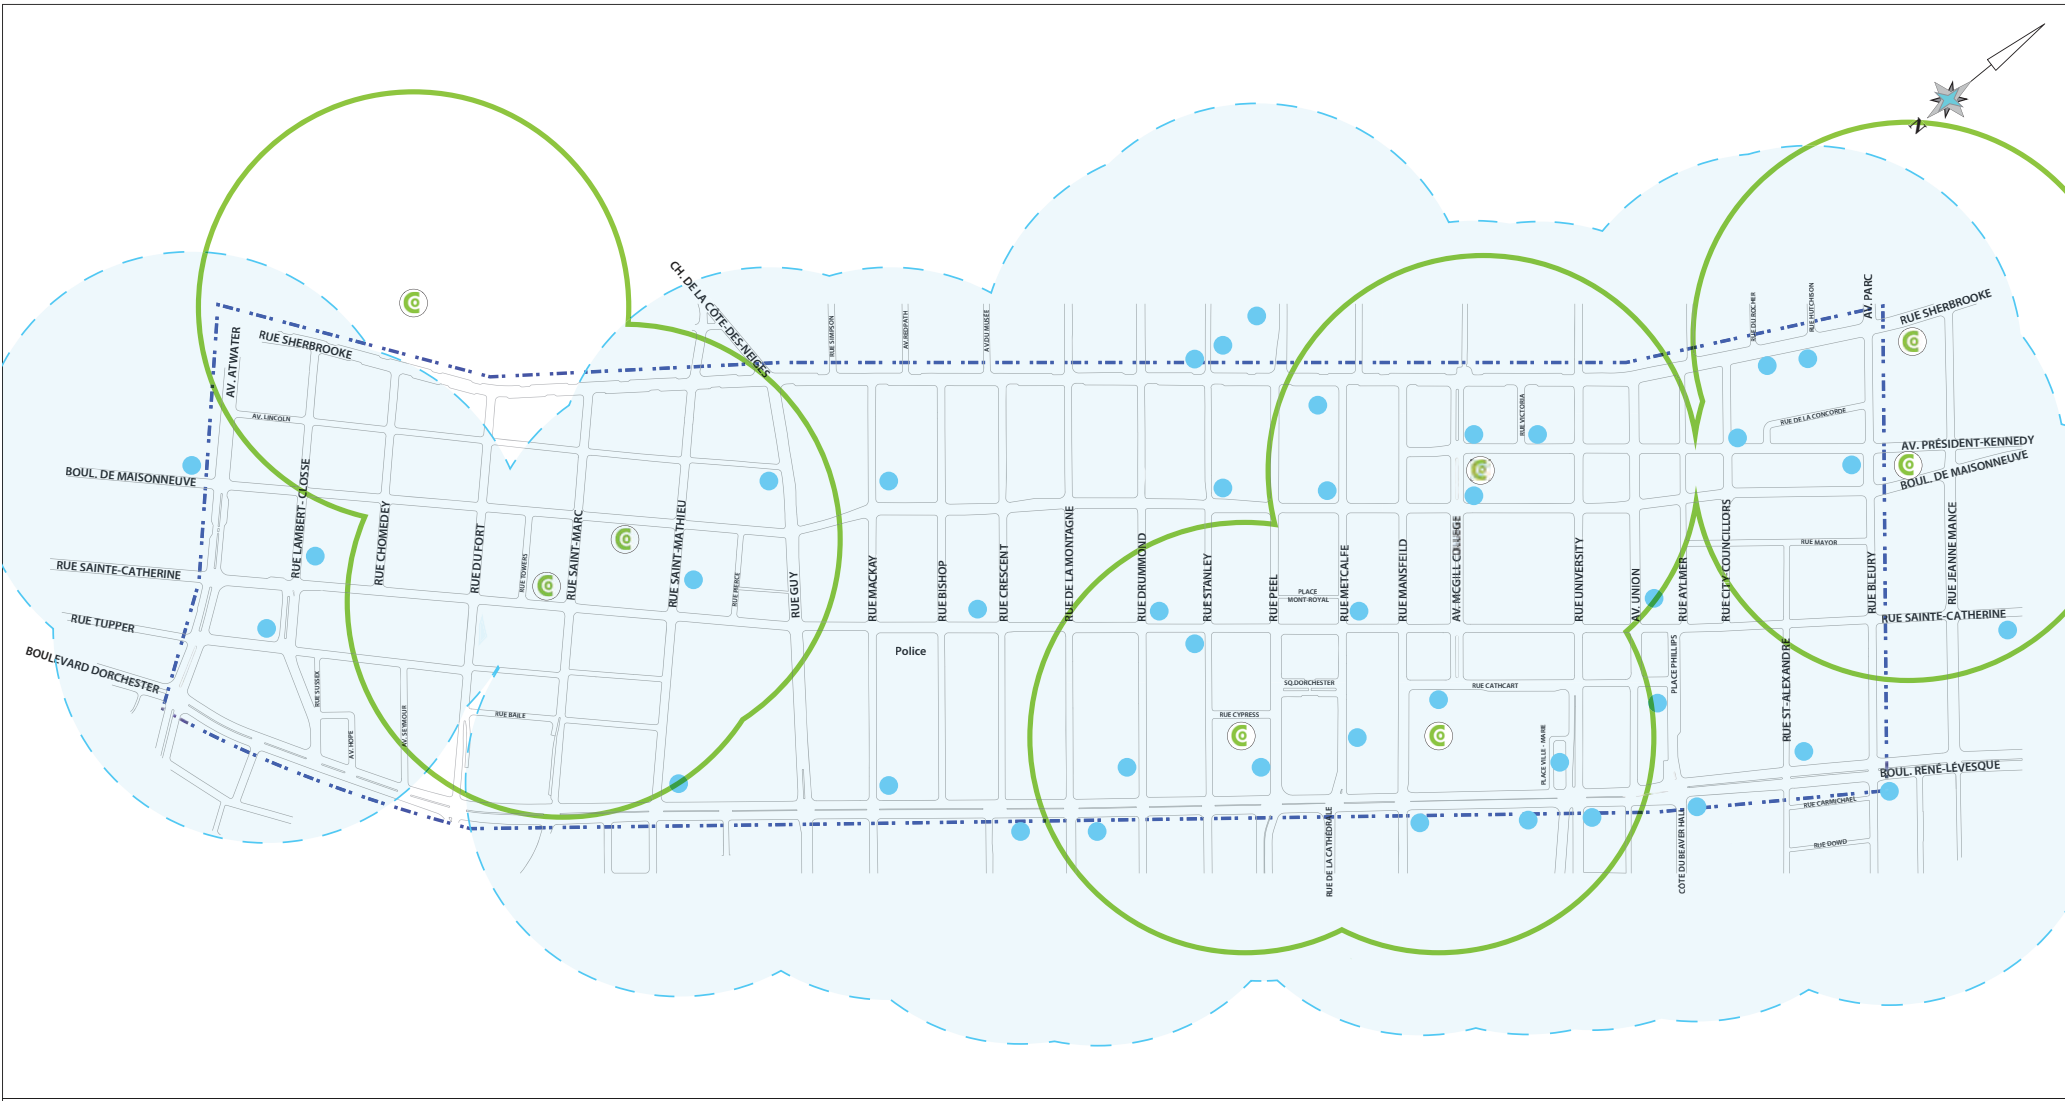 N
CH. DE LA CÔTE-DES-NEIGES
AV. PARC
RUE HUTCHISON
RUE DU ROCHER
RUE SHERBROOKE
RUE SIMPSON
AV. REDPATH
AV. DU MUSÉE
AV. ATWATER
RUE SHERBROOKE
RUE VICTORIA
AV. LINCOLN
RUE DE LA CONCORDE
AV. PRÉSIDENT-KENNEDY
BOUL. DE MAISONNEUVE
BOUL. DE MAISONNEUVE
RUE LAMBERT-CLOSSE
RUE CHOMEDEY
RUE DU FORT
RUE TOWERS
RUE SAINT-MARC
RUE SAINT-MATHIEU
RUE PIERCE
RUE GUY
RUE MACKAY
RUE BISHOP
RUE CRESCENT
RUE DE LA MONTAGNE
RUE DRUMMOND
RUE STANLEY
RUE PEEL
RUE METCALFE
RUE MANSFEILD
AV. MCGILL COLLEGE
RUE UNIVERSITY
AV. UNION
RUE AYLMER
RUE CITY-COUNCILLORS
RUE BLEURY
RUE JEANNE MANCE
RUE MAYOR
RUE SAINTE-CATHERINE
PLACE
MONT-ROYAL
RUE SAINTE-CATHERINE
RUE TUPPER
Police
BOULEVARD DORCHESTER
RUE SUSSEX
AV. HOPE
AV. SEYMOUR
RUE BAILE
SQ.DORCHESTER
RUE CATHCART
RUE CYPRESS
PLACE PHILLIPS
RUE ST-ALEXANDRE
PLACE VILLE - MARIE
BOUL. RENÉ-LÉVESQUE
RUE CARMICHAEL
RUE DOWD
RUE DE LA CATHÉDRALE
CÔTE DU BEAVER HALL